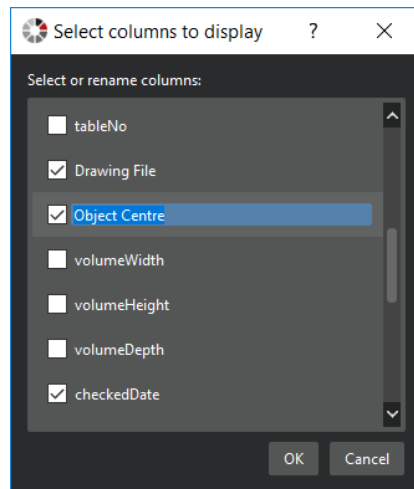 Select columns to display ?
Select or rename columns:
tableNo
Drawing File
Object Centre
volumeWidth
volumeHeight
volumeDepth
checkedDate
OK Cancel